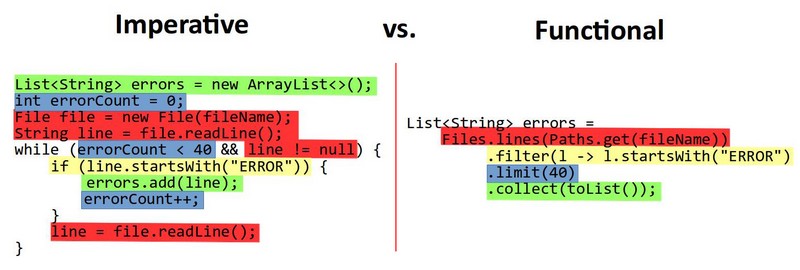 Imperative vs. Functional
List<String> errors = new ArrayList<>();
int errorCount = 0;
File file = new File(fileName);
String line = file.readLine();
while (errorCount < 40 && line != null) {
if (line.startsWith("ERROR")) {
errors.add(line);
errorCount++;
}
line = file.readLine();
}
List<String> errors =
Files.lines(Paths.get(fileName))
.filter(l -> l.startsWith("ERROR")
.limit(40)
.collect(toList());